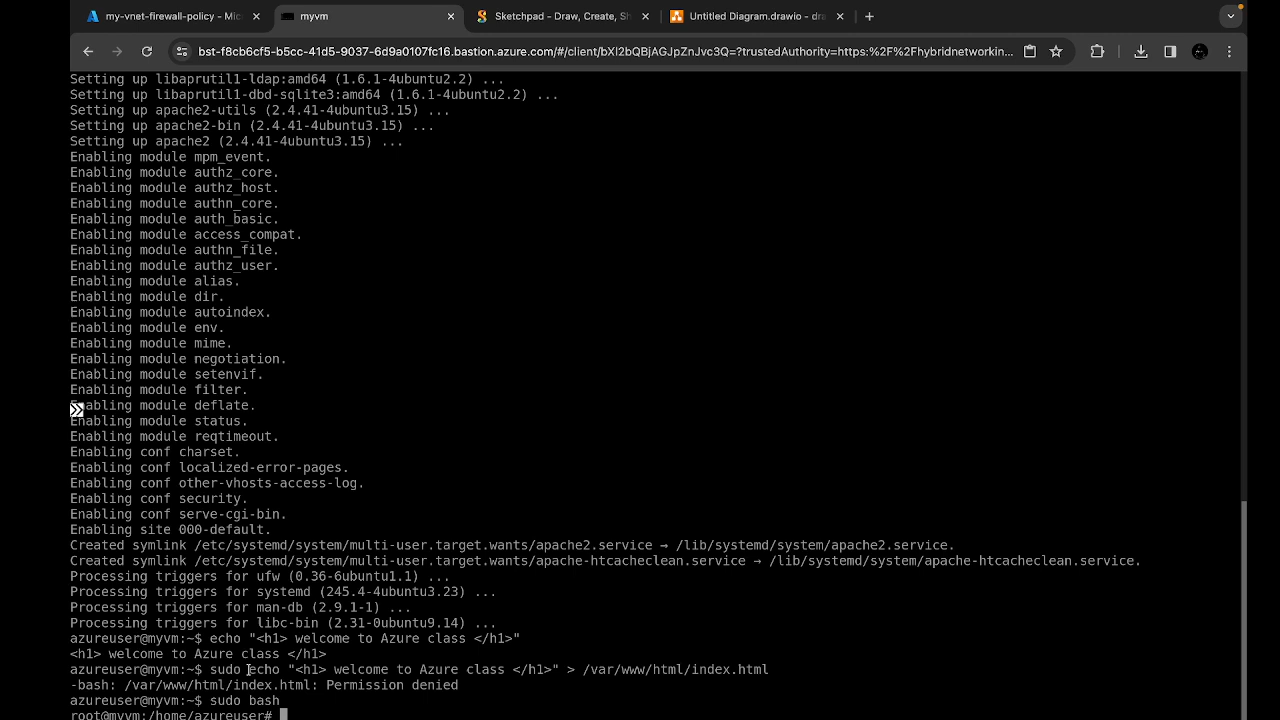 my-vnet-firewall-policy - Mic
myvm
Sketchpad - Draw, Create, Sh
Untitled Diagram.drawio - dra
bst-f8cb6cf5-b5cc-41d5-9037-6d9a0107fc16.bastion.azure.com/#/client/bXl2bQBjAGJpZnJvc3Q=?trustedAuthority=https:%2F%2Fhybridnetworkin...
Setting up libaprutil1-ldap:amd64 (1.6.1-4ubuntu2.2) ...
Setting up libaprutil1-dbd-sqlite3:amd64 (1.6.1-4ubuntu2.2) ...
Setting up apache2-utils (2.4.41-4ubuntu3.15) ...
Setting up apache2-bin (2.4.41-4ubuntu3.15) ...
Setting up apache2 (2.4.41-4ubuntu3.15) ...
Enabling module mpm_event.
Enabling module authz_core.
Enabling module authz_host.
Enabling module authn_core.
Enabling module auth_basic.
Enabling module access_compat.
Enabling module authn_file.
Enabling module authz_user.
Enabling module alias.
Enabling module dir.
Enabling module autoindex.
Enabling module env.
Enabling module mime.
Enabling module negotiation.
Enabling module setenvif.
Enabling module filter.
Enabling module deflate.
Enabling module status.
Enabling module reqtimeout.
Enabling conf charset.
Enabling conf localized-error-pages.
Enabling conf other-vhosts-access-log.
Enabling conf security.
Enabling conf serve-cgi-bin.
Enabling site 000-default.
Created symlink /etc/systemd/system/multi-user.target.wants/apache2.service → /lib/systemd/system/apache2.service.
Created symlink /etc/systemd/system/multi-user.target.wants/apache-htcacheclean.service → /lib/systemd/system/apache-htcacheclean.service.
Processing triggers for ufw (0.36-6ubuntu1.1) ...
Processing triggers for systemd (245.4-4ubuntu3.23) ...
Processing triggers for man-db (2.9.1-1) ...
Processing triggers for libc-bin (2.31-0ubuntu9.14) ...
azureuser@myvm:~$ echo "<h1> welcome to Azure class </h1>"
<h1> welcome to Azure class </h1>
azureuser@myvm:~$ sudo echo "<h1> welcome to Azure class </h1>" > /var/www/html/index.html
-bash: /var/www/html/index.html: Permission denied
azureuser@myvm:~$ sudo bash
root@myvm:/home/azureuser#